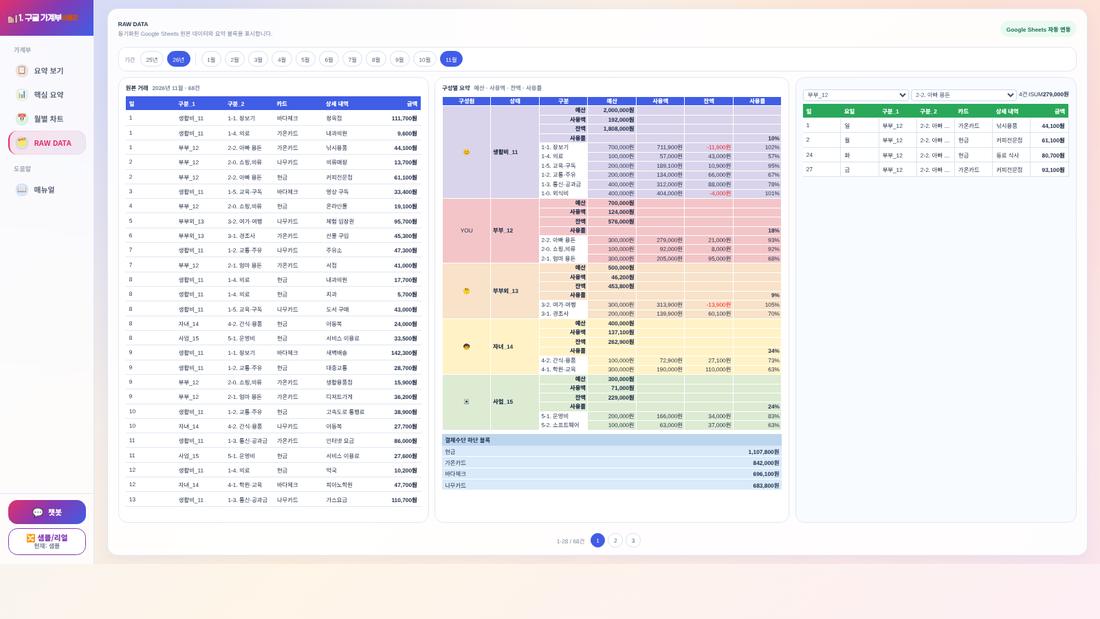 1. 구글 가계부
가계부
요약 보기
핵심 요약
월별 차트
RAW DATA
도움말
매뉴얼
챗봇
샘플/리얼
현재: 샘플
RAW DATA
동기화된 Google Sheets 원본 데이터와 요약 블록을 표시합니다.
Google Sheets 자동 연동
기간 25년 26년 1월 2월 3월 4월 5월 6월 7월 8월 9월 10월 11월
원본 거래 2026년 11월 · 68건
일 구분_1 구분_2 카드 상세 내역 금액
1 생활비_11 1-1. 장보기 바다체크 정육점 111,700원
1 생활비_11 1-4. 의료 가온카드 내과의원 9,600원
1 부부_12 2-2. 아빠 용돈 가온카드 낚시용품 44,100원
2 부부_12 2-0. 쇼핑,의류 나무카드 의류매장 13,700원
2 부부_12 2-2. 아빠 용돈 현금 커피전문점 61,100원
3 생활비_11 1-5. 교육·구독 바다체크 영상 구독 33,400원
4 부부_12 2-0. 쇼핑,의류 현금 온라인몰 19,100원
5 부부외_13 3-2. 여가·여행 나무카드 체험 입장권 95,700원
6 부부외_13 3-1. 경조사 나무카드 선물 구입 45,300원
7 생활비_11 1-2. 교통·주유 나무카드 주유소 47,300원
7 부부_12 2-1. 엄마 용돈 가온카드 서점 41,000원
8 생활비_11 1-4. 의료 현금 내과의원 17,700원
8 생활비_11 1-4. 의료 현금 치과 5,700원
8 생활비_11 1-5. 교육·구독 바다체크 도서 구매 43,000원
8 자녀_14 4-2. 간식·용품 현금 아동복 24,000원
8 사업_15 5-1. 운영비 현금 서비스 이용료 33,500원
9 생활비_11 1-1. 장보기 바다체크 새벽배송 142,300원
9 생활비_11 1-2. 교통·주유 현금 대중교통 28,700원
9 부부_12 2-0. 쇼핑,의류 현금 생활용품점 15,900원
9 부부_12 2-1. 엄마 용돈 바다체크 디저트가게 36,200원
10 생활비_11 1-2. 교통·주유 현금 고속도로 통행료 38,900원
10 자녀_14 4-2. 간식·용품 나무카드 아동복 27,700원
11 생활비_11 1-3. 통신·공과금 가온카드 인터넷 요금 86,000원
11 사업_15 5-1. 운영비 현금 서비스 이용료 27,600원
12 생활비_11 1-4. 의료 현금 약국 10,200원
12 자녀_14 4-1. 학원·교육 바다체크 피아노학원 47,700원
13 생활비_11 1-3. 통신·공과금 나무카드 가스요금 110,700원
구성별 요약 예산 · 사용액 · 잔액 · 사용률
구성원 상태 구분 예산 사용액 잔액 사용률
생활비_11
예산 2,000,000원
사용액 192,000원
잔액 1,808,000원
사용률 10%
1-1. 장보기 700,000원 711,900원 -11,900원 102%
1-4. 의료 100,000원 57,000원 43,000원 57%
1-5. 교육·구독 200,000원 189,100원 10,900원 95%
1-2. 교통·주유 200,000원 134,000원 66,000원 67%
1-3. 통신·공과금 400,000원 312,000원 88,000원 78%
1-0. 외식비 400,000원 404,000원 -4,000원 101%
YOU 부부_12
예산 700,000원
사용액 124,000원
잔액 576,000원
사용률 18%
2-2. 아빠 용돈 300,000원 279,000원 21,000원 93%
2-0. 쇼핑,의류 100,000원 92,000원 8,000원 92%
2-1. 엄마 용돈 300,000원 205,000원 95,000원 68%
부부외_13
예산 500,000원
사용액 46,200원
잔액 453,800원
사용률 9%
3-2. 여가·여행 300,000원 313,900원 -13,900원 105%
3-1. 경조사 200,000원 139,900원 60,100원 70%
자녀_14
예산 400,000원
사용액 137,100원
잔액 262,900원
사용률 34%
4-2. 간식·용품 100,000원 72,900원 27,100원 73%
4-1. 학원·교육 300,000원 190,000원 110,000원 63%
사업_15
예산 300,000원
사용액 71,000원
잔액 229,000원
사용률 24%
5-1. 운영비 200,000원 166,000원 34,000원 83%
5-2. 소프트웨어 100,000원 63,000원 37,000원 63%
결제수단 하단 블록
현금 1,107,800원
가온카드 842,000원
바다체크 696,100원
나무카드 683,800원
부부_12 2-2. 아빠 용돈 4건 ISUM 279,000원
일 요일 구분_1 구분_2 카드 상세 내역 금액
1 일 부부_12 2-2. 아빠 ... 가온카드 낚시용품 44,100원
2 월 부부_12 2-2. 아빠 ... 현금 커피전문점 61,100원
24 화 부부_12 2-2. 아빠 ... 현금 동료 식사 80,700원
27 금 부부_12 2-2. 아빠 ... 가온카드 커피전문점 93,100원
1-28 / 68건 1 2 3